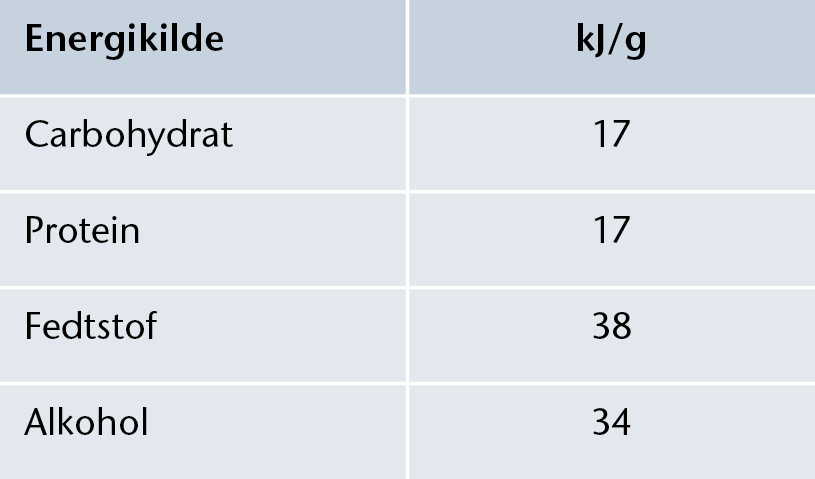 Energikilde kJ/g
Carbohydrat 17
Protein 17
Fedtstof 38
Alkohol 34